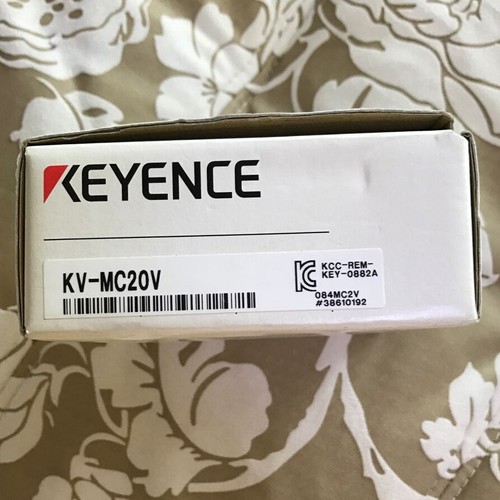 KEYENCE
KV-MC20V
KCC-REM-
KEY-0882A
084MC2V
#38610192